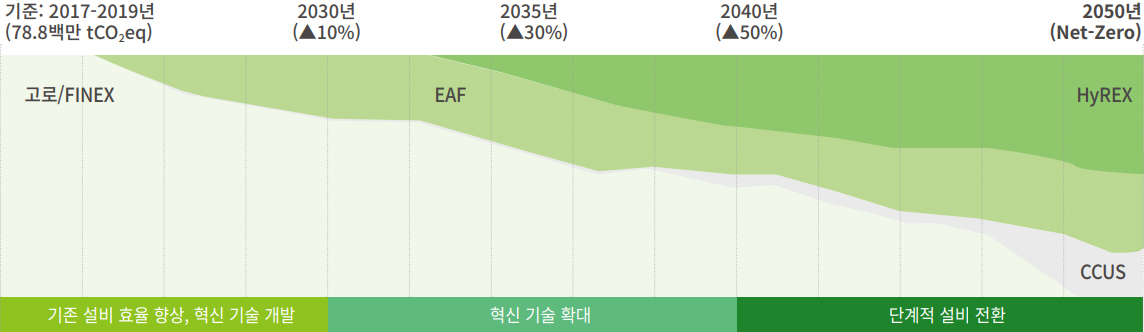 기준: 2017-2019년
(78.8백만 tCO₂eq)
2030년
(▲10%)
2035년
(▲30%)
2040년
(▲50%)
2050년
(Net-Zero)
고로/FINEX
EAF
HyREX
CCUS
기존 설비 효율 향상, 혁신 기술 개발
혁신 기술 확대
단계적 설비 전환